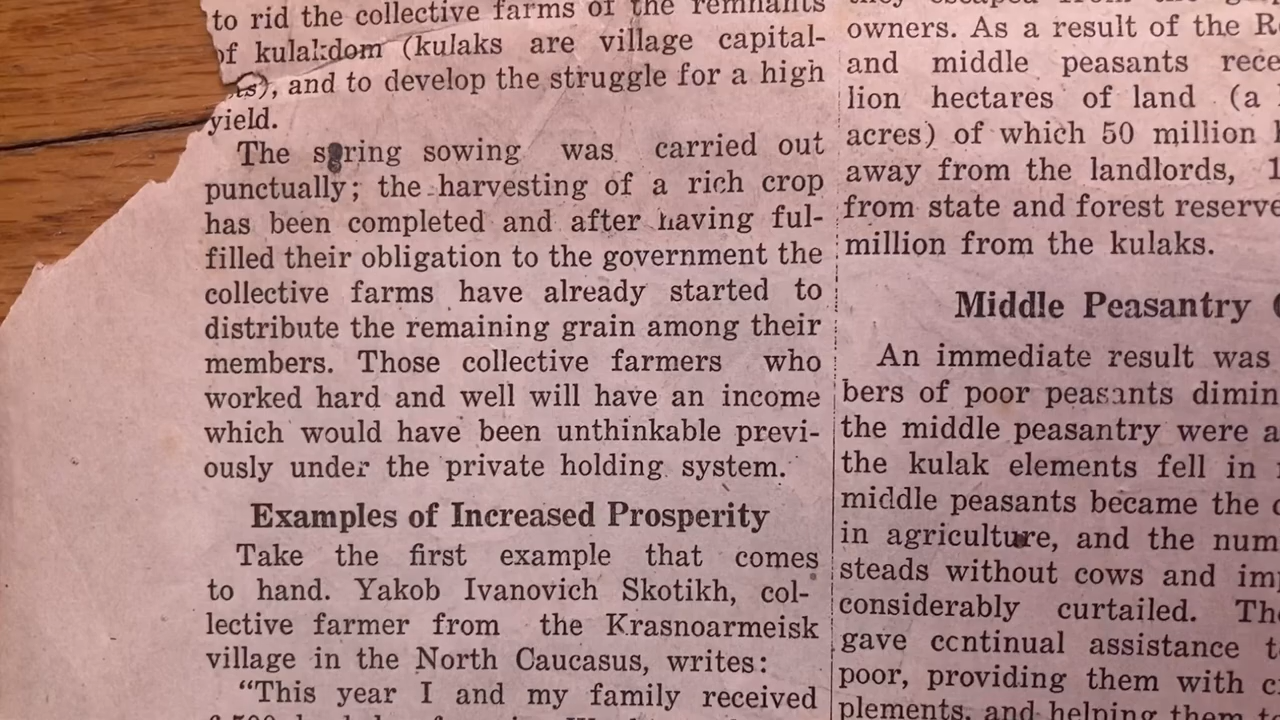 to rid the collective farms of the remnants
of kulakdom (kulaks are village capital-
ts), and to develop the struggle for a high
yield.
The spring sowing was carried out
punctually; the harvesting of a rich crop
has been completed and after having ful-
filled their obligation to the government the
collective farms have already started to
distribute the remaining grain among their
members. Those collective farmers who
worked hard and well will have an income
which would have been unthinkable previ-
ously under the private holding system.
Examples of Increased Prosperity
Take the first example that comes
to hand. Yakob Ivanovich Skotikh, col-
lective farmer from the Krasnoarmeisk
village in the North Caucasus, writes:
"This year I and my family received
they escaped from the
owners. As a result of the R
and middle peasants rece
lion hectares of land (a
acres) of which 50 million
away from the landlords, 1
from state and forest reserve
million from the kulaks.
Middle Peasantry
An immediate result was
bers of poor peasants dimin
the middle peasantry were a
the kulak elements fell in
middle peasants became the
in agriculture, and the num
steads without cows and im
considerably curtailed. Th
gave ccntinual assistance t
poor, providing them with c
plements, and helping them t